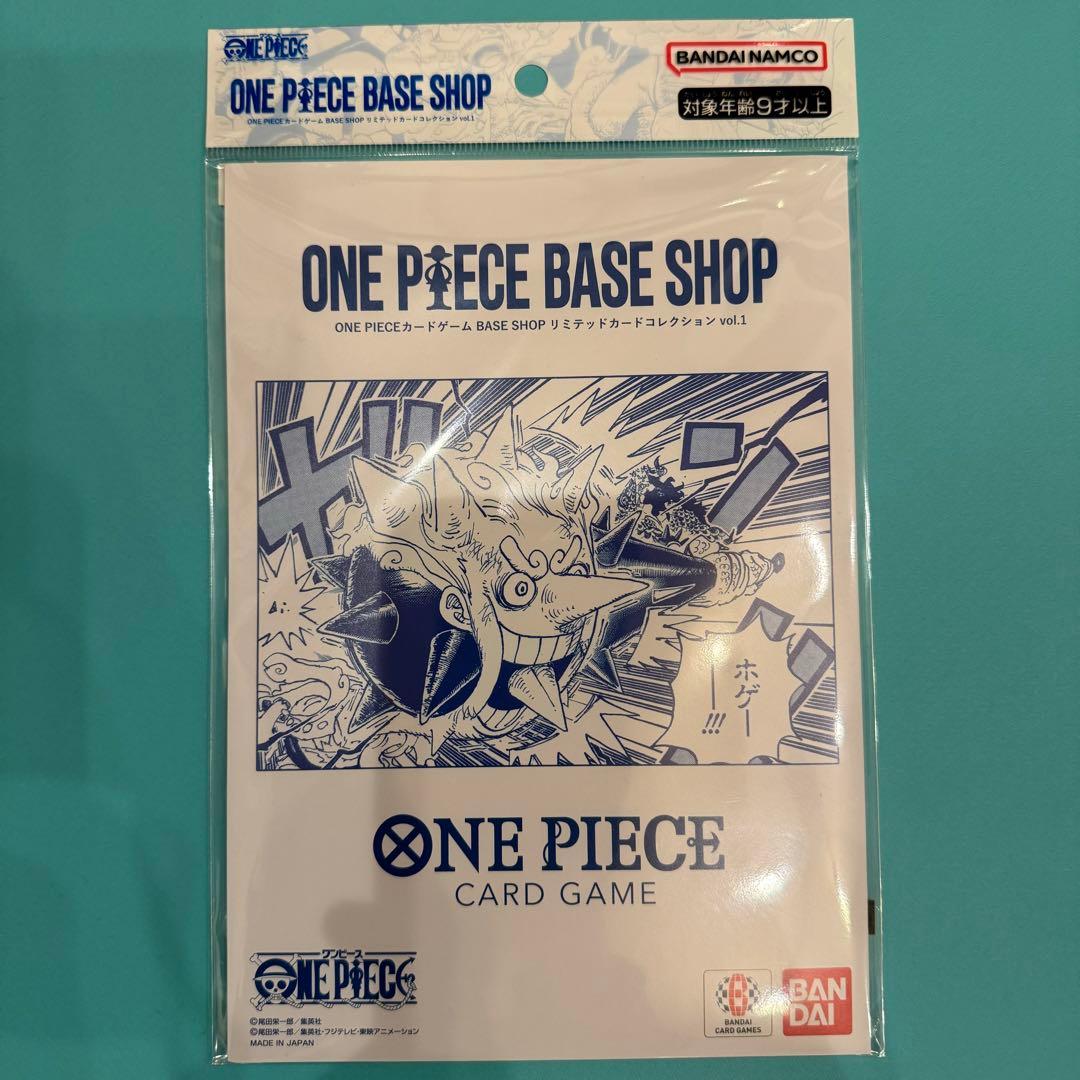 ONE PIECE
ONE PIECE BASE SHOP
ONE PIECEカードゲーム BASE SHOP リミテッドカードコレクション vol.1
BANDAI NAMCO
対象年齢9才以上
ONE PIECE BASE SHOP
ONE PIECEカードゲーム BASE SHOP リミテッドカードコレクション vol.1
ホゲー
ーー!!!
ONE PIECE
CARD GAME
ワンピース
ONE PIECE
©尾田栄一郎／集英社
©尾田栄一郎／集英社・フジテレビ・東映アニメーション
MADE IN JAPAN
BANDAI
CARD GAMES
BAN
DAI